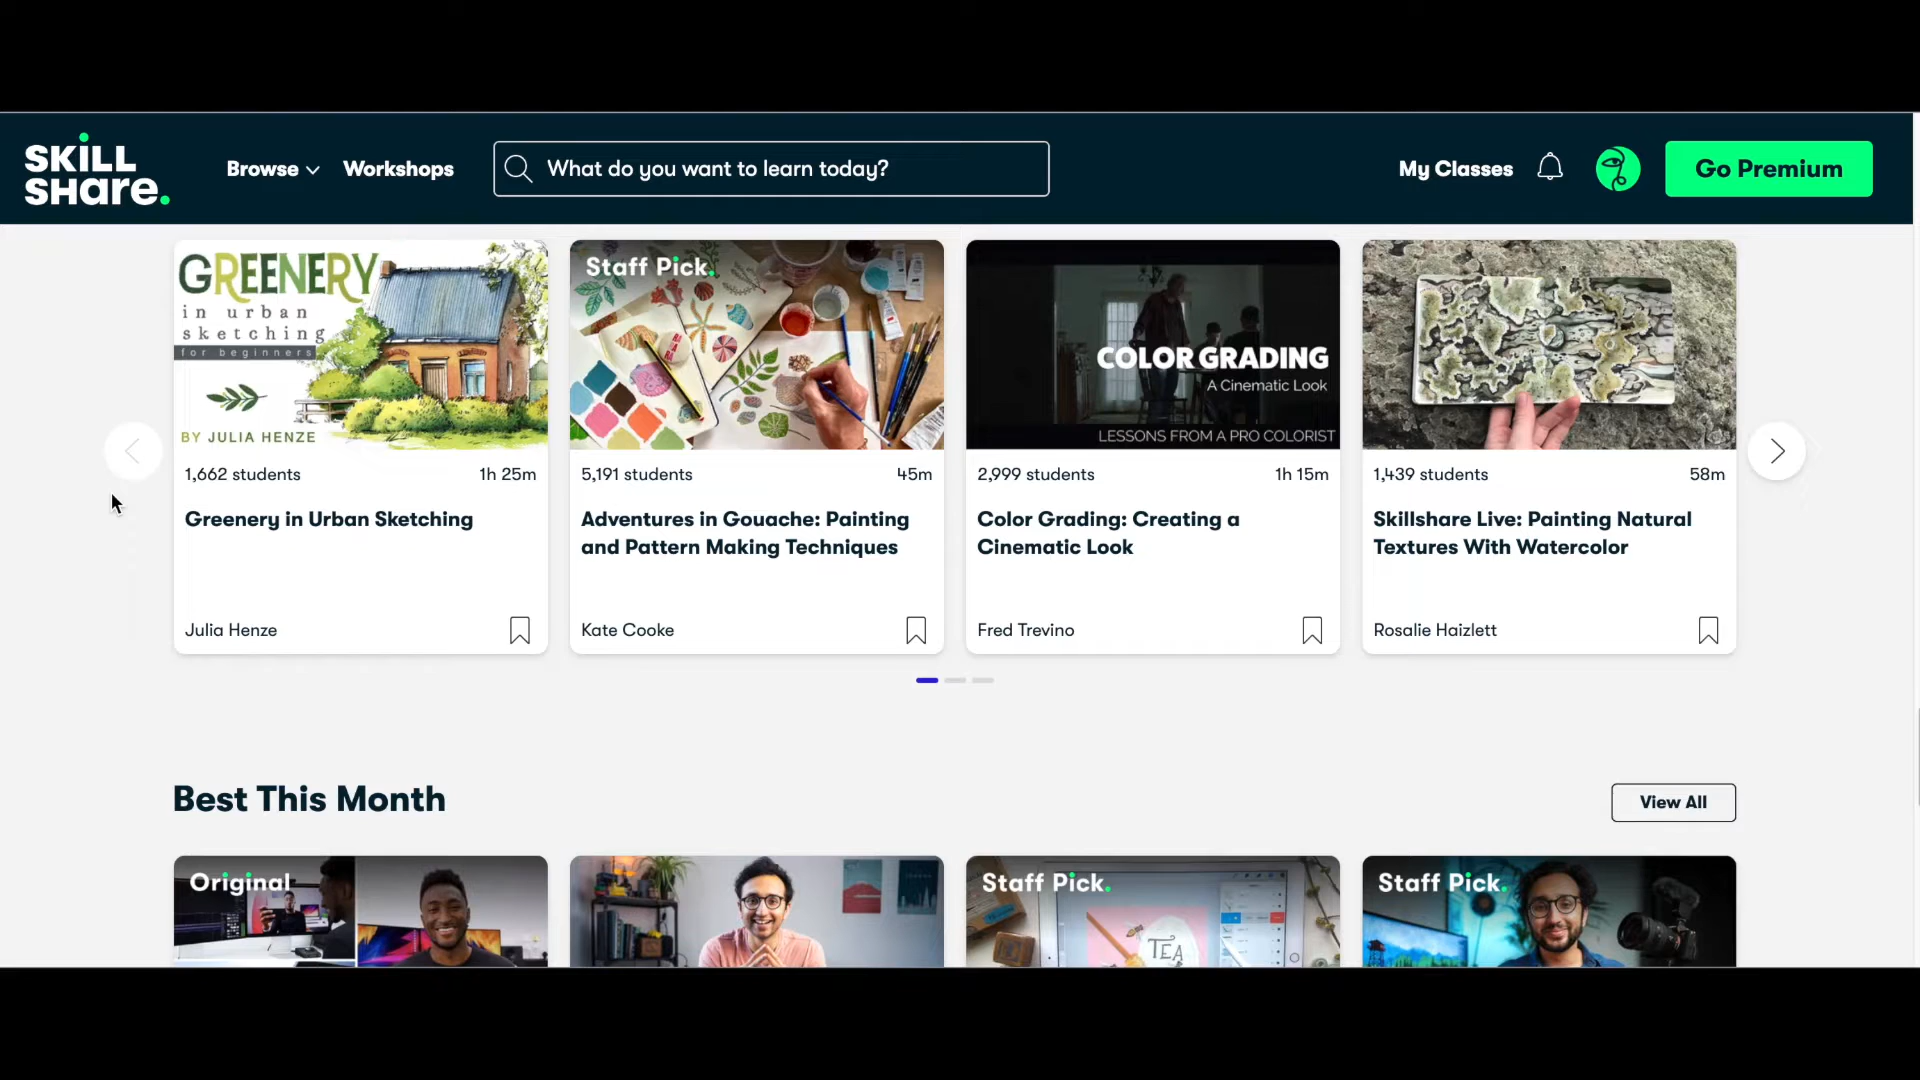 SKILL
SHARE.
Browse
Workshops
What do you want to learn today?
My Classes
Go Premium
GREENERY
in urban
sketching
for beginners
BY JULIA HENZE
1,662 students
1h 25m
Greenery in Urban Sketching
Julia Henze
Staff Pick.
5,191 students
45m
Adventures in Gouache: Painting
and Pattern Making Techniques
Kate Cooke
COLOR GRADING
A Cinematic Look
LESSONS FROM A PRO COLORIST
2,999 students
1h 15m
Color Grading: Creating a
Cinematic Look
Fred Trevino
1,439 students
58m
Skillshare Live: Painting Natural
Textures With Watercolor
Rosalie Haizlett
Best This Month
View All
Original
Staff Pick.
TEA
Staff Pick.